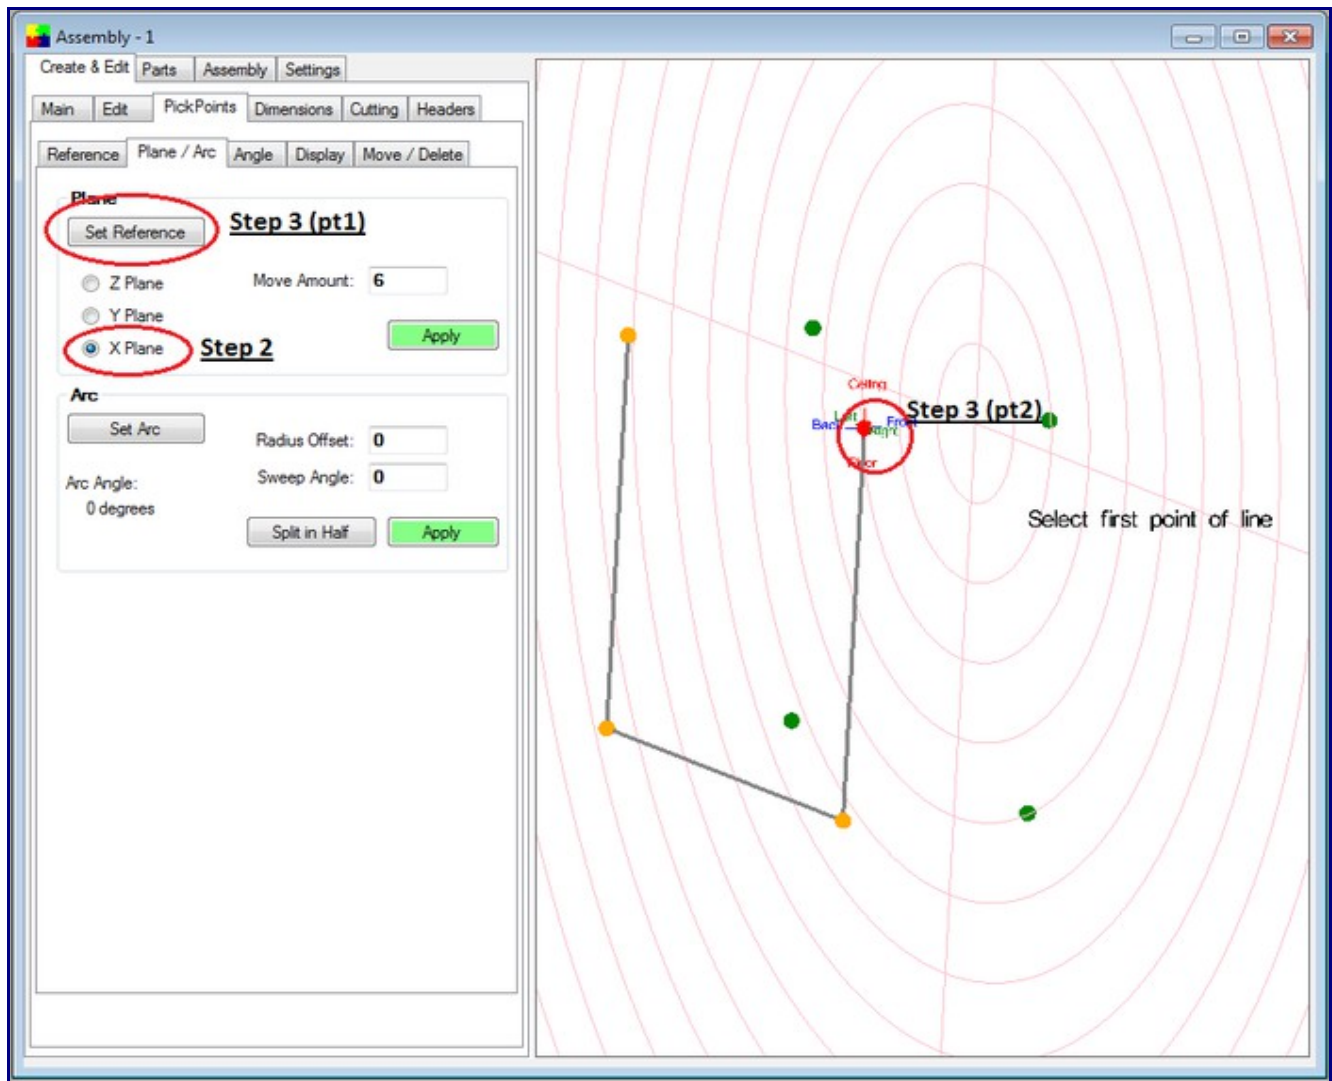 Assembly - 1
Create & Edit Parts Assembly Settings
Main Edit PickPoints Dimensions Cutting Headers
Reference Plane / Arc Angle Display Move / Delete
Plane
Set Reference Step 3 (pt1)
Z Plane Move Amount: 6
Y Plane
Apply
X Plane Step 2
Arc
Set Arc
Radius Offset: 0
Sweep Angle: 0
Arc Angle:
0 degrees
Split in Half Apply
Ceiling
Step 3 (pt2)
Left
Back Front
Right
Floor
Select first point of line